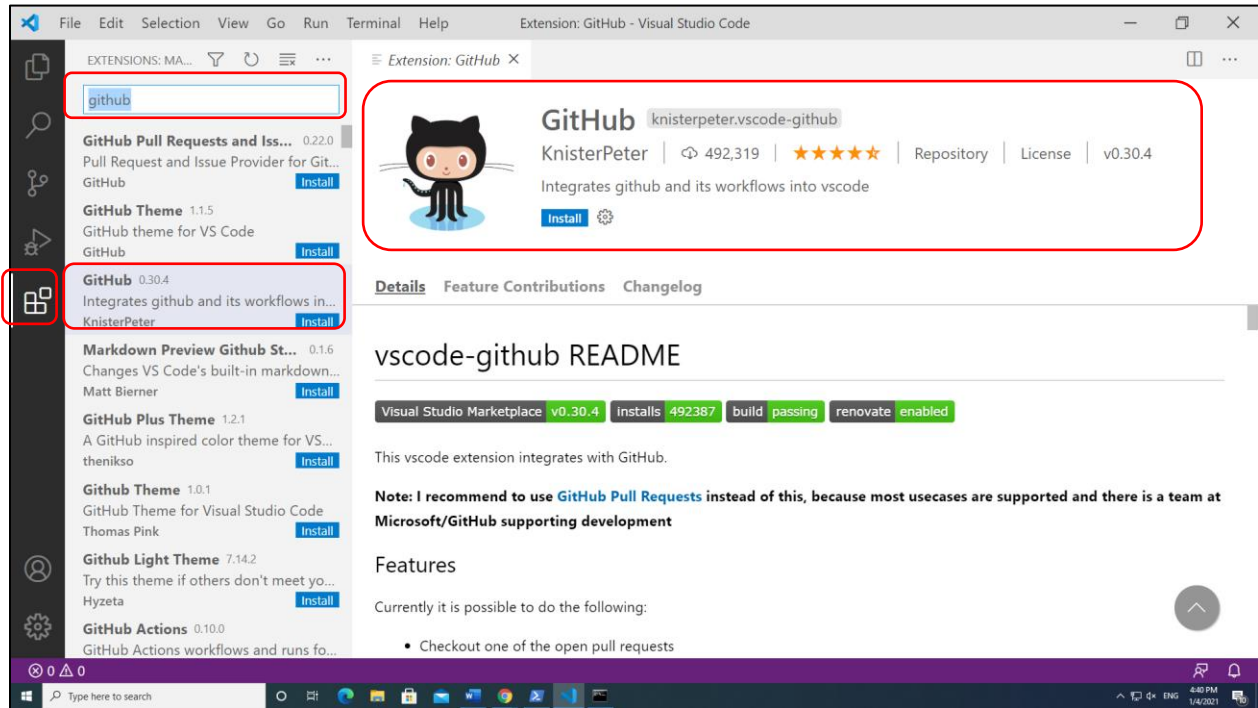 File Edit Selection View Go Run Terminal Help Extension: GitHub - Visual Studio Code
EXTENSIONS: MA...
github
GitHub Pull Requests and Iss... 0.22.0
Pull Request and Issue Provider for Git...
GitHub Install
GitHub Theme 1.1.5
GitHub theme for VS Code
GitHub Install
GitHub 0.30.4
Integrates github and its workflows in...
KnisterPeter Install
Markdown Preview Github St... 0.1.6
Changes VS Code's built-in markdown...
Matt Bierner Install
GitHub Plus Theme 1.2.1
A GitHub inspired color theme for VS...
thenikso Install
Github Theme 1.0.1
GitHub Theme for Visual Studio Code
Thomas Pink Install
Github Light Theme 7.14.2
Try this theme if others don't meet yo...
Hyzeta Install
GitHub Actions 0.10.0
GitHub Actions workflows and runs fo...
Extension: GitHub
GitHub knisterpeter.vscode-github
KnisterPeter 492,319 Repository License v0.30.4
Integrates github and its workflows into vscode
Install
Details Feature Contributions Changelog
vscode-github README
Visual Studio Marketplace v0.30.4 installs 492387 build passing renovate enabled
This vscode extension integrates with GitHub.
Note: I recommend to use GitHub Pull Requests instead of this, because most usecases are supported and there is a team at
Microsoft/GitHub supporting development
Features
Currently it is possible to do the following:
• Checkout one of the open pull requests
0 0
Type here to search
ENG 4:40 PM
1/4/2021